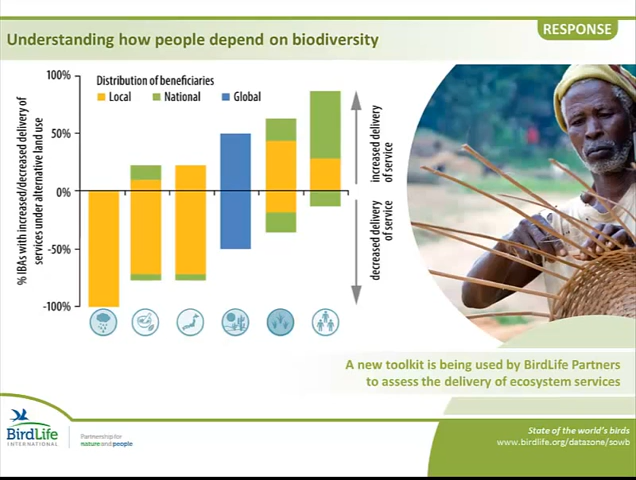 RESPONSE
Understanding how people depend on biodiversity
Distribution of beneficiaries
Local National Global
% IBAs with increased/decreased delivery of
services under alternative land use
100%
50%
0%
-50%
-100%
increased delivery
of service
decreased delivery
of service
A new toolkit is being used by BirdLife Partners
to assess the delivery of ecosystem services
BirdLife
INTERNATIONAL
Partnership for
nature and people
State of the world's birds
www.birdlife.org/datazone/sowb